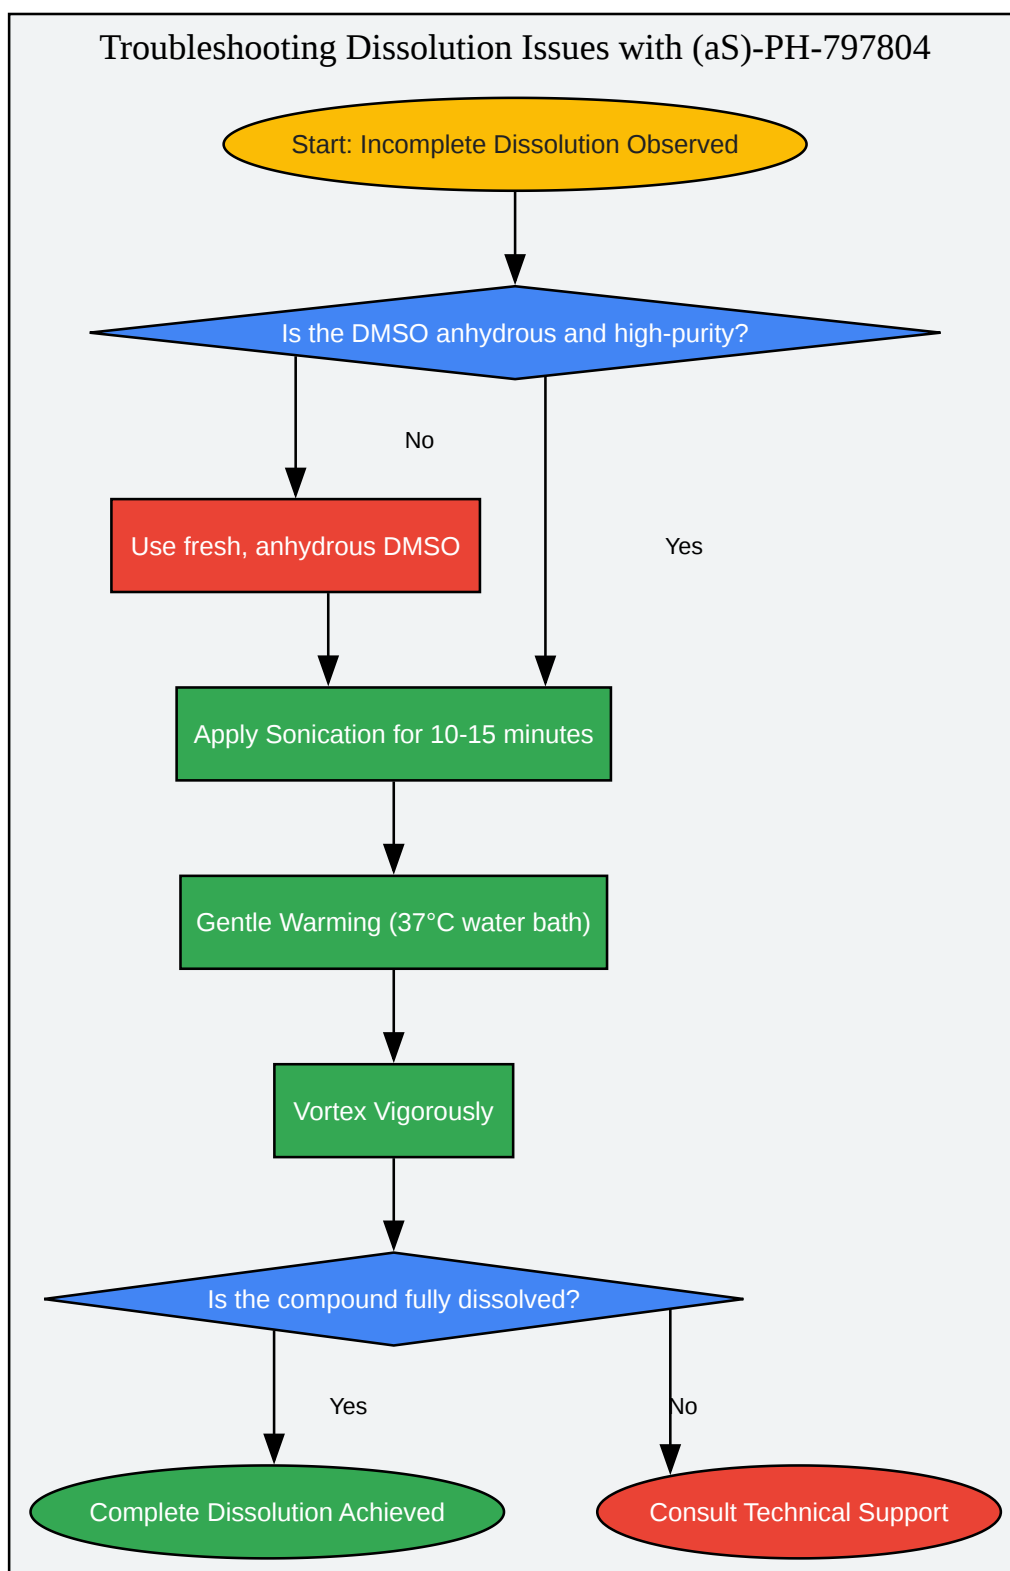 Troubleshooting Dissolution Issues with (aS)-PH-797804
Start: Incomplete Dissolution Observed
Is the DMSO anhydrous and high-purity?
No
Use fresh, anhydrous DMSO
Yes
Apply Sonication for 10-15 minutes
Gentle Warming (37°C water bath)
Vortex Vigorously
Is the compound fully dissolved?
Yes
No
Complete Dissolution Achieved
Consult Technical Support